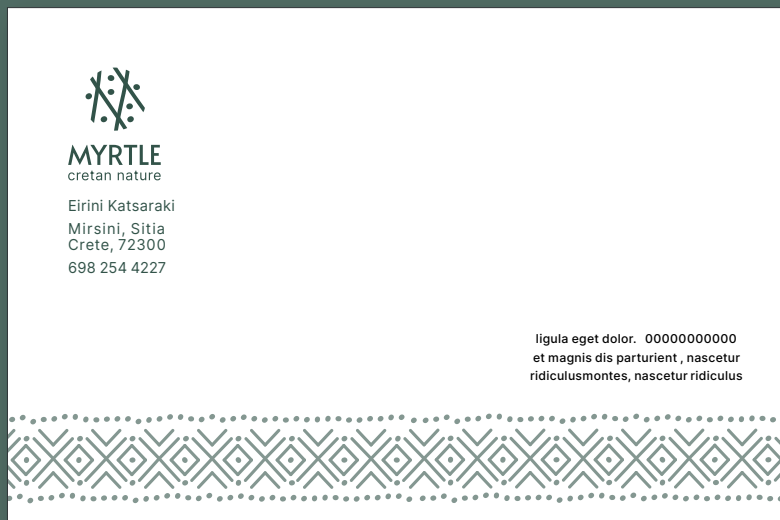 MYRTLE
cretan nature
Eirini Katsaraki
Mirsini, Sitia
Crete, 72300
698 254 4227
ligula eget dolor. 00000000000
et magnis dis parturient , nascetur
ridiculusmontes, nascetur ridiculus